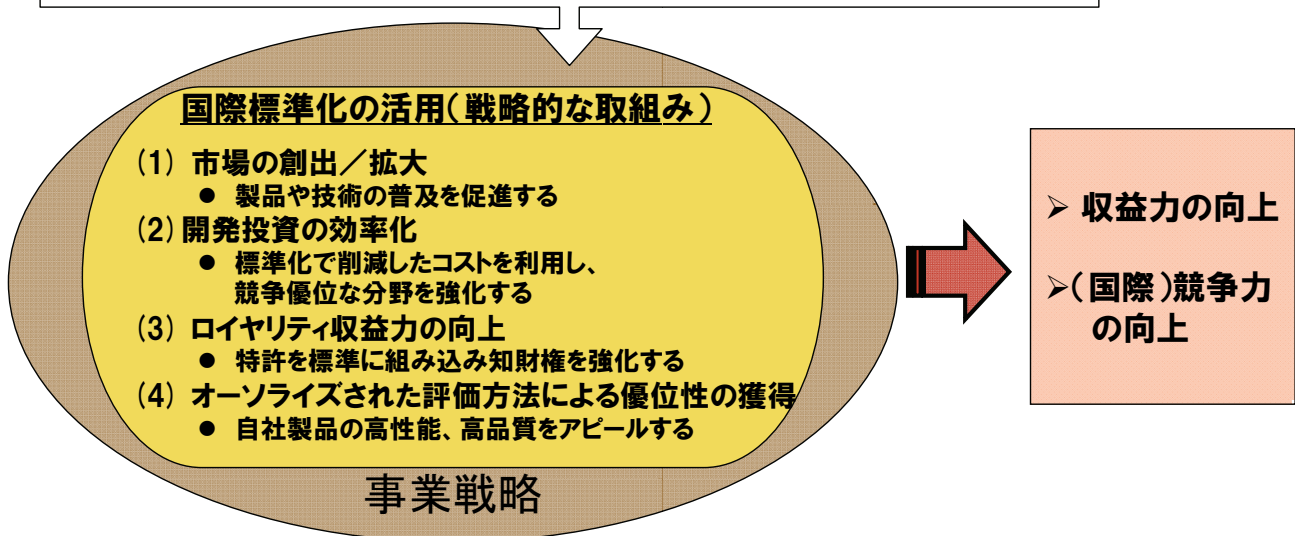 国際標準化の活用（戦略的な取組み）
(1) 市場の創出／拡大
● 製品や技術の普及を促進する
(2) 開発投資の効率化
● 標準化で削減したコストを利用し、
競争優位な分野を強化する
(3) ロイヤリティ収益力の向上
● 特許を標準に組み込み知財権を強化する
(4) オーソライズされた評価方法による優位性の獲得
● 自社製品の高性能、高品質をアピールする
事業戦略
➢ 収益力の向上
➢（国際）競争力
の向上